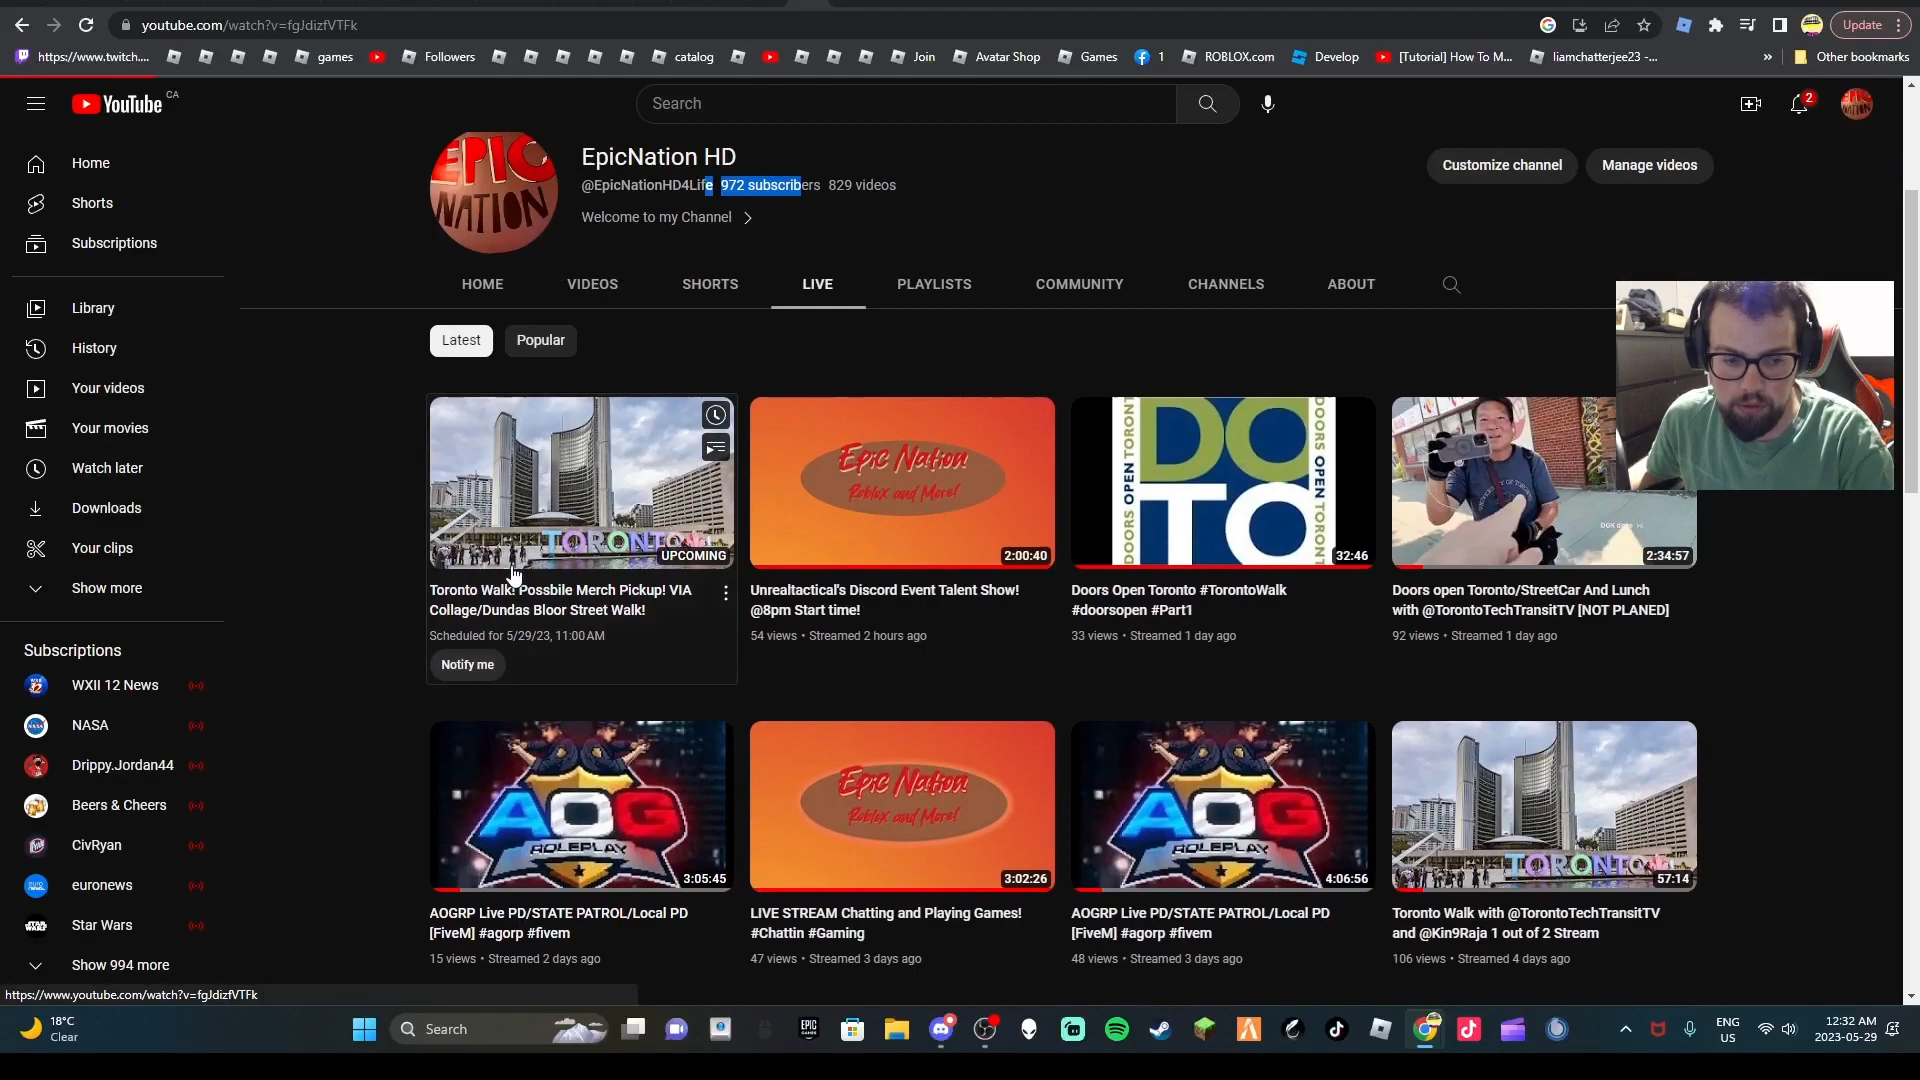 youtube.com/watch?v=fgJdizfVTFk
Update
https://www.twitch....
games
Followers
catalog
Join
Avatar Shop
Games
1
ROBLOX.com
Develop
[Tutorial] How To M...
liamchatterjee23 -...
»
Other bookmarks
YouTube CA
Search
2
Home
Shorts
Subscriptions
Library
History
Your videos
Your movies
Watch later
Downloads
Your clips
Show more
Subscriptions
WXII 12 News
NASA
Drippy.Jordan44
Beers & Cheers
CivRyan
euronews
Star Wars
Show 994 more
EPIC
NATION
EpicNation HD
@EpicNationHD4Life 972 subscribers 829 videos
Welcome to my Channel
Customize channel
Manage videos
HOME
VIDEOS
SHORTS
LIVE
PLAYLISTS
COMMUNITY
CHANNELS
ABOUT
Latest
Popular
TORONTO
UPCOMING
Toronto Walk! Possbile Merch Pickup! VIA
Collage/Dundas Bloor Street Walk!
Scheduled for 5/29/23, 11:00 AM
Notify me
Epic Nation
Roblox and More!
2:00:40
Unrealtactical's Discord Event Talent Show!
@8pm Start time!
54 views • Streamed 2 hours ago
DOORS OPEN TORONTO
DO
TO
DOORS OPEN TORONTO
32:46
Doors Open Toronto #TorontoWalk
#doorsopen #Part1
33 views • Streamed 1 day ago
2:34:57
Doors open Toronto/StreetCar And Lunch
with @TorontoTechTransitTV [NOT PLANED]
92 views • Streamed 1 day ago
AOG
ROLEPLAY
3:05:45
AOGRP Live PD/STATE PATROL/Local PD
[FiveM] #agorp #fivem
15 views • Streamed 2 days ago
Epic Nation
Roblox and More!
3:02:26
LIVE STREAM Chatting and Playing Games!
#Chattin #Gaming
47 views • Streamed 3 days ago
AOG
ROLEPLAY
4:06:56
AOGRP Live PD/STATE PATROL/Local PD
[FiveM] #agorp #fivem
48 views • Streamed 3 days ago
TORONTO
57:14
Toronto Walk with @TorontoTechTransitTV
and @Kin9Raja 1 out of 2 Stream
106 views • Streamed 4 days ago
https://www.youtube.com/watch?v=fgJdizfVTFk
18°C
Clear
Search
EPIC
GAMES
ENG
US
12:32 AM
2023-05-29